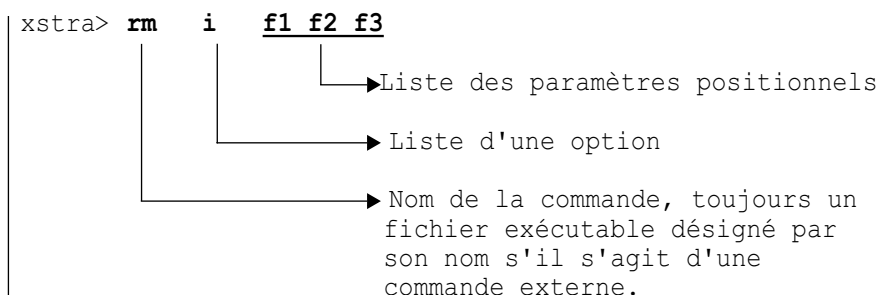 xstra> rm i f1 f2 f3
Liste des paramètres positionnels
Liste d'une option
Nom de la commande, toujours un
fichier exécutable désigné par
son nom s'il s'agit d'une
commande externe.